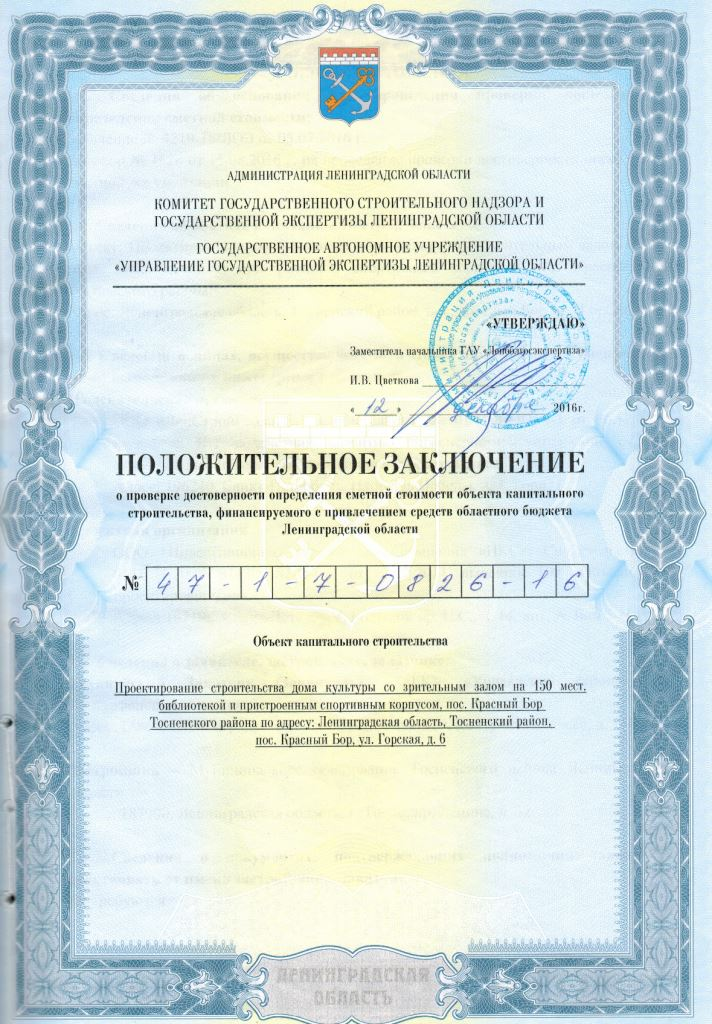 АДМИНИСТРАЦИЯ ЛЕНИНГРАДСКОЙ ОБЛАСТИ
КОМИТЕТ ГОСУДАРСТВЕННОГО СТРОИТЕЛЬНОГО НАДЗОРА И
ГОСУДАРСТВЕННОЙ ЭКСПЕРТИЗЫ ЛЕНИНГРАДСКОЙ ОБЛАСТИ
ГОСУДАРСТВЕННОЕ АВТОНОМНОЕ УЧРЕЖДЕНИЕ
«УПРАВЛЕНИЕ ГОСУДАРСТВЕННОЙ ЭКСПЕРТИЗЫ ЛЕНИНГРАДСКОЙ ОБЛАСТИ»
«УТВЕРЖДАЮ»
Заместитель начальника ГАУ «Леноблгосэкспертиза»
И.В. Цветкова
« 12 » декабря 2016г.
ПОЛОЖИТЕЛЬНОЕ ЗАКЛЮЧЕНИЕ
о проверке достоверности определения сметной стоимости объекта капитального
строительства, финансируемого с привлечением средств областного бюджета
Ленинградской области
№ 47-1-7-0826-16
Объект капитального строительства
Проектирование строительства дома культуры со зрительным залом на 150 мест,
библиотекой и пристроенным спортивным корпусом, пос. Красный Бор
Тосненского района по адресу: Ленинградская область, Тосненский район,
пос. Красный Бор, ул. Горская, д. 6
ЛЕНИНГРАДСКАЯ
ОБЛАСТЬ